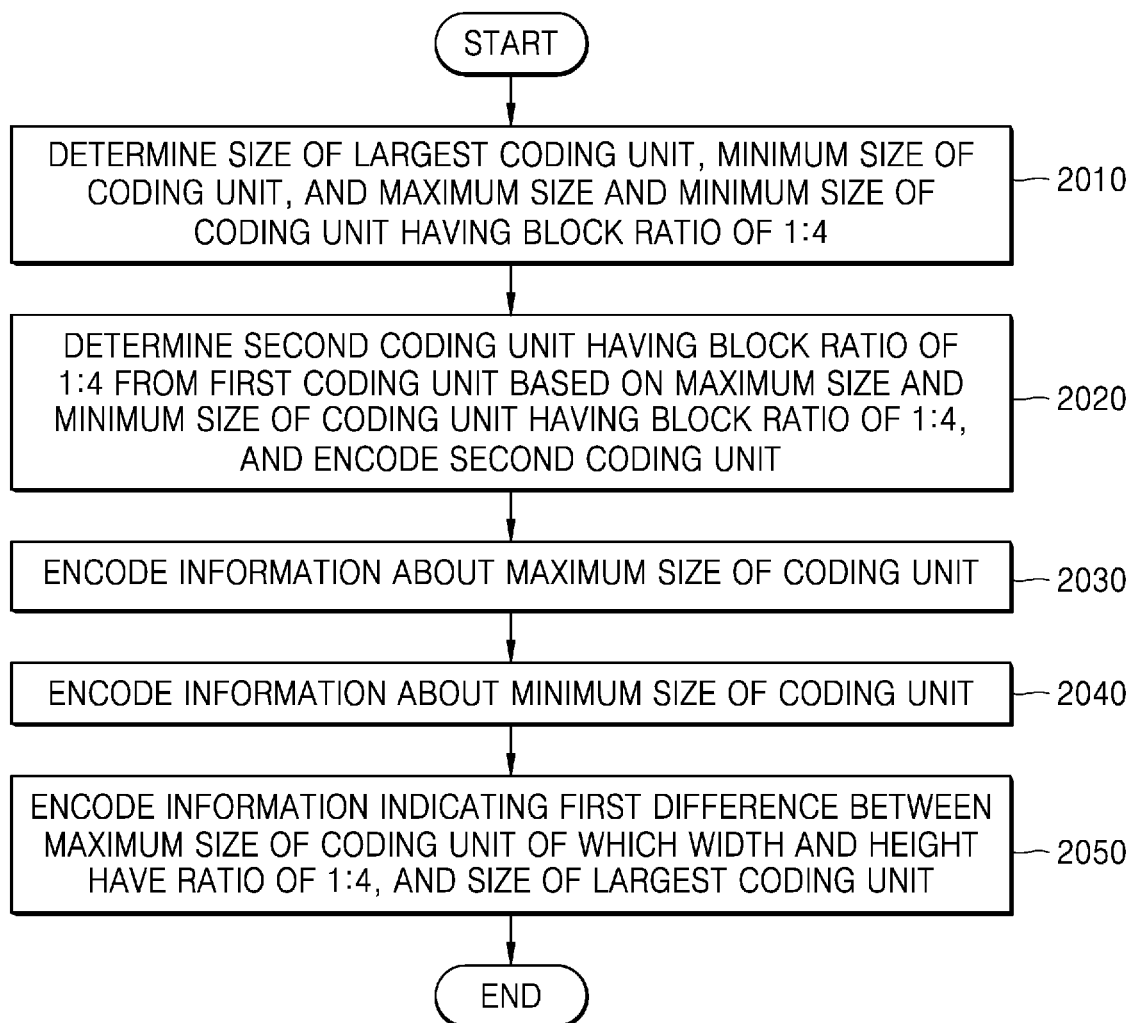 START
DETERMINE SIZE OF LARGEST CODING UNIT, MINIMUM SIZE OF
CODING UNIT, AND MAXIMUM SIZE AND MINIMUM SIZE OF
CODING UNIT HAVING BLOCK RATIO OF 1:4
2010
DETERMINE SECOND CODING UNIT HAVING BLOCK RATIO OF
1:4 FROM FIRST CODING UNIT BASED ON MAXIMUM SIZE AND
MINIMUM SIZE OF CODING UNIT HAVING BLOCK RATIO OF 1:4,
AND ENCODE SECOND CODING UNIT
2020
ENCODE INFORMATION ABOUT MAXIMUM SIZE OF CODING UNIT
2030
ENCODE INFORMATION ABOUT MINIMUM SIZE OF CODING UNIT
2040
ENCODE INFORMATION INDICATING FIRST DIFFERENCE BETWEEN
MAXIMUM SIZE OF CODING UNIT OF WHICH WIDTH AND HEIGHT
HAVE RATIO OF 1:4, AND SIZE OF LARGEST CODING UNIT
2050
END